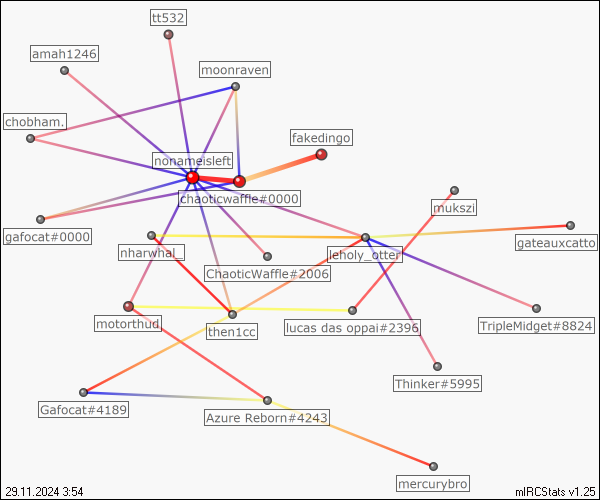 tt532
amah1246
moonraven
chobham.
fakedingo
nonameisleft
chaoticwaffle#0000
mukszi
gafocat#0000
nharwhal_
leholy_otter
gateauxcatto
ChaoticWaffle#2006
motorthud
then1cc
lucas das oppai#2396
TripleMidget#8824
Thinker#5995
Gafocat#4189
Azure Reborn#4243
mercurybro
29.11.2024 3:54
mIRCStats v1.25